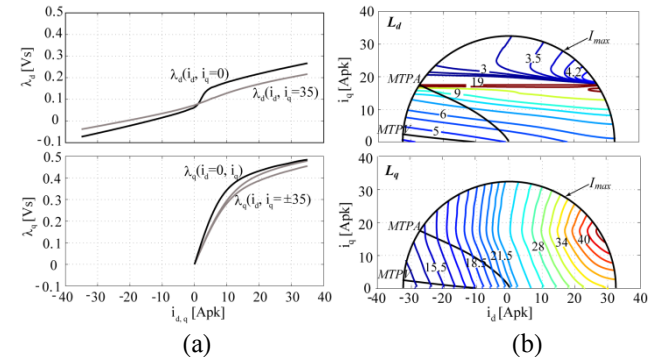 0.5
0.4
0.3
0.2
0.1
0
-0.1
λd [Vs]
λd(id, iq=0)
λd(id, iq=35)
0.5
0.4
0.3
0.2
0.1
0
0.1
λq [Vs]
λq(id=0, iq)
λq(id, iq=±35)
-40 -30 -20 -10 0 10 20 30 40
id, q [Apk]
(a)
40
30
20
10
0
iq [Apk]
Ld
Imax
3.5
4.2
3
MTPA
19
9
6
MTPV
5
40
30
20
10
0
iq [Apk]
Lq
Imax
MTPA
40
34
28
21.5
18.5
15.5
-40 -30 -20 -10 0 10 20 30 40
id [Apk]
(b)